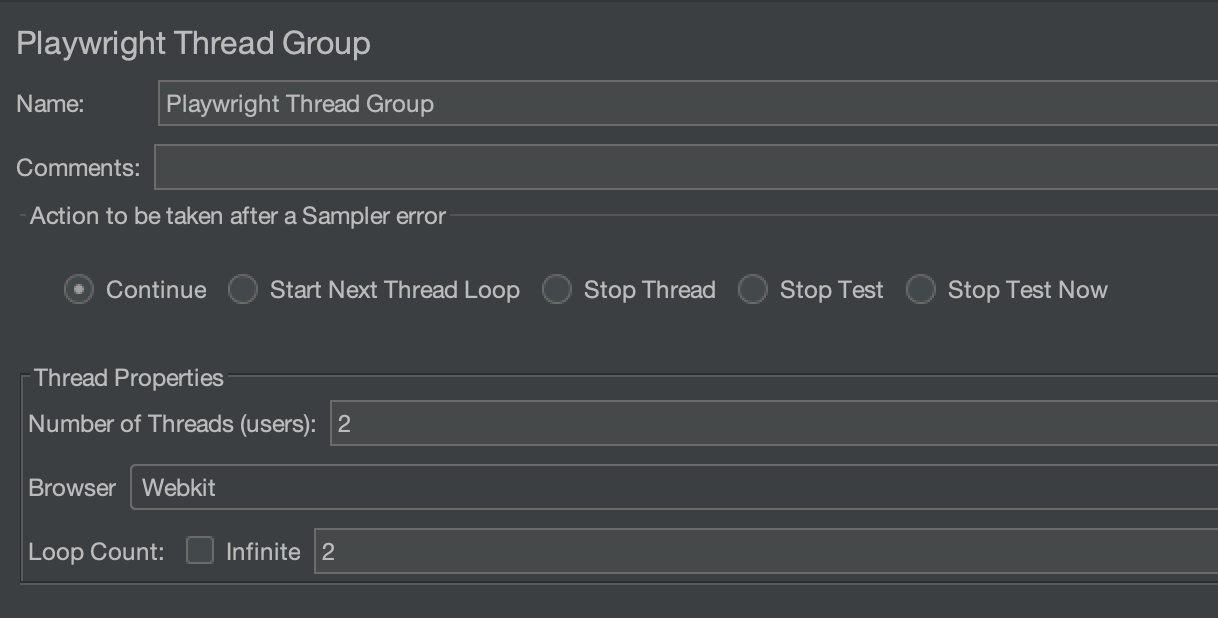 Playwright Thread Group
Name: Playwright Thread Group
Comments:
Action to be taken after a Sampler error
Continue Start Next Thread Loop Stop Thread Stop Test Stop Test Now
Thread Properties
Number of Threads (users): 2
Browser Webkit
Loop Count: Infinite 2